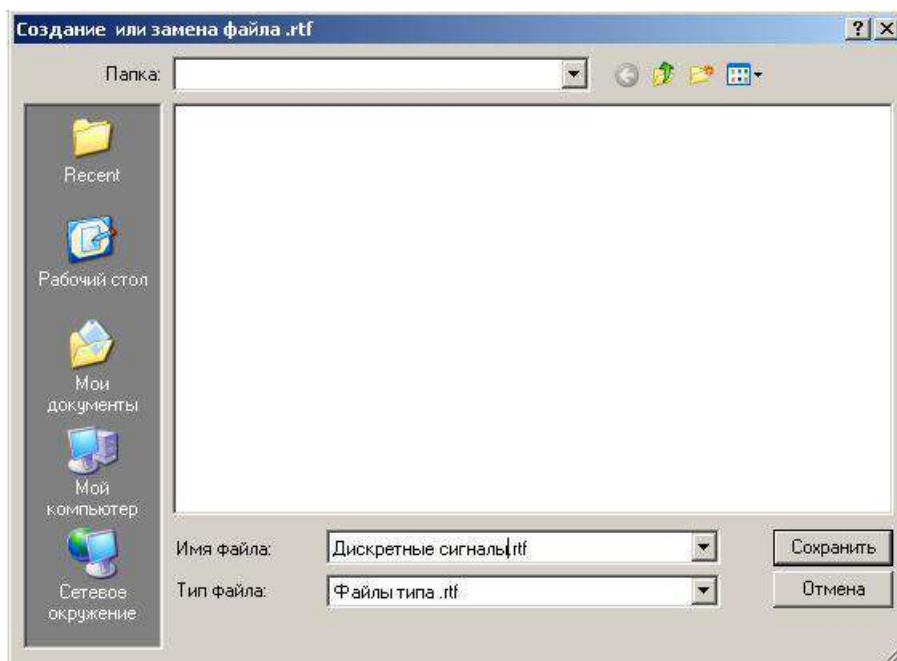 Создание или замена файла .rtf
Папка:
Recent
Рабочий стол
Мои
документы
Мой
компьютер
Сетевое
окружение
Имя файла:
Дискретные сигналы.rtf
Сохранить
Тип файла:
Файлы типа .rtf
Отмена